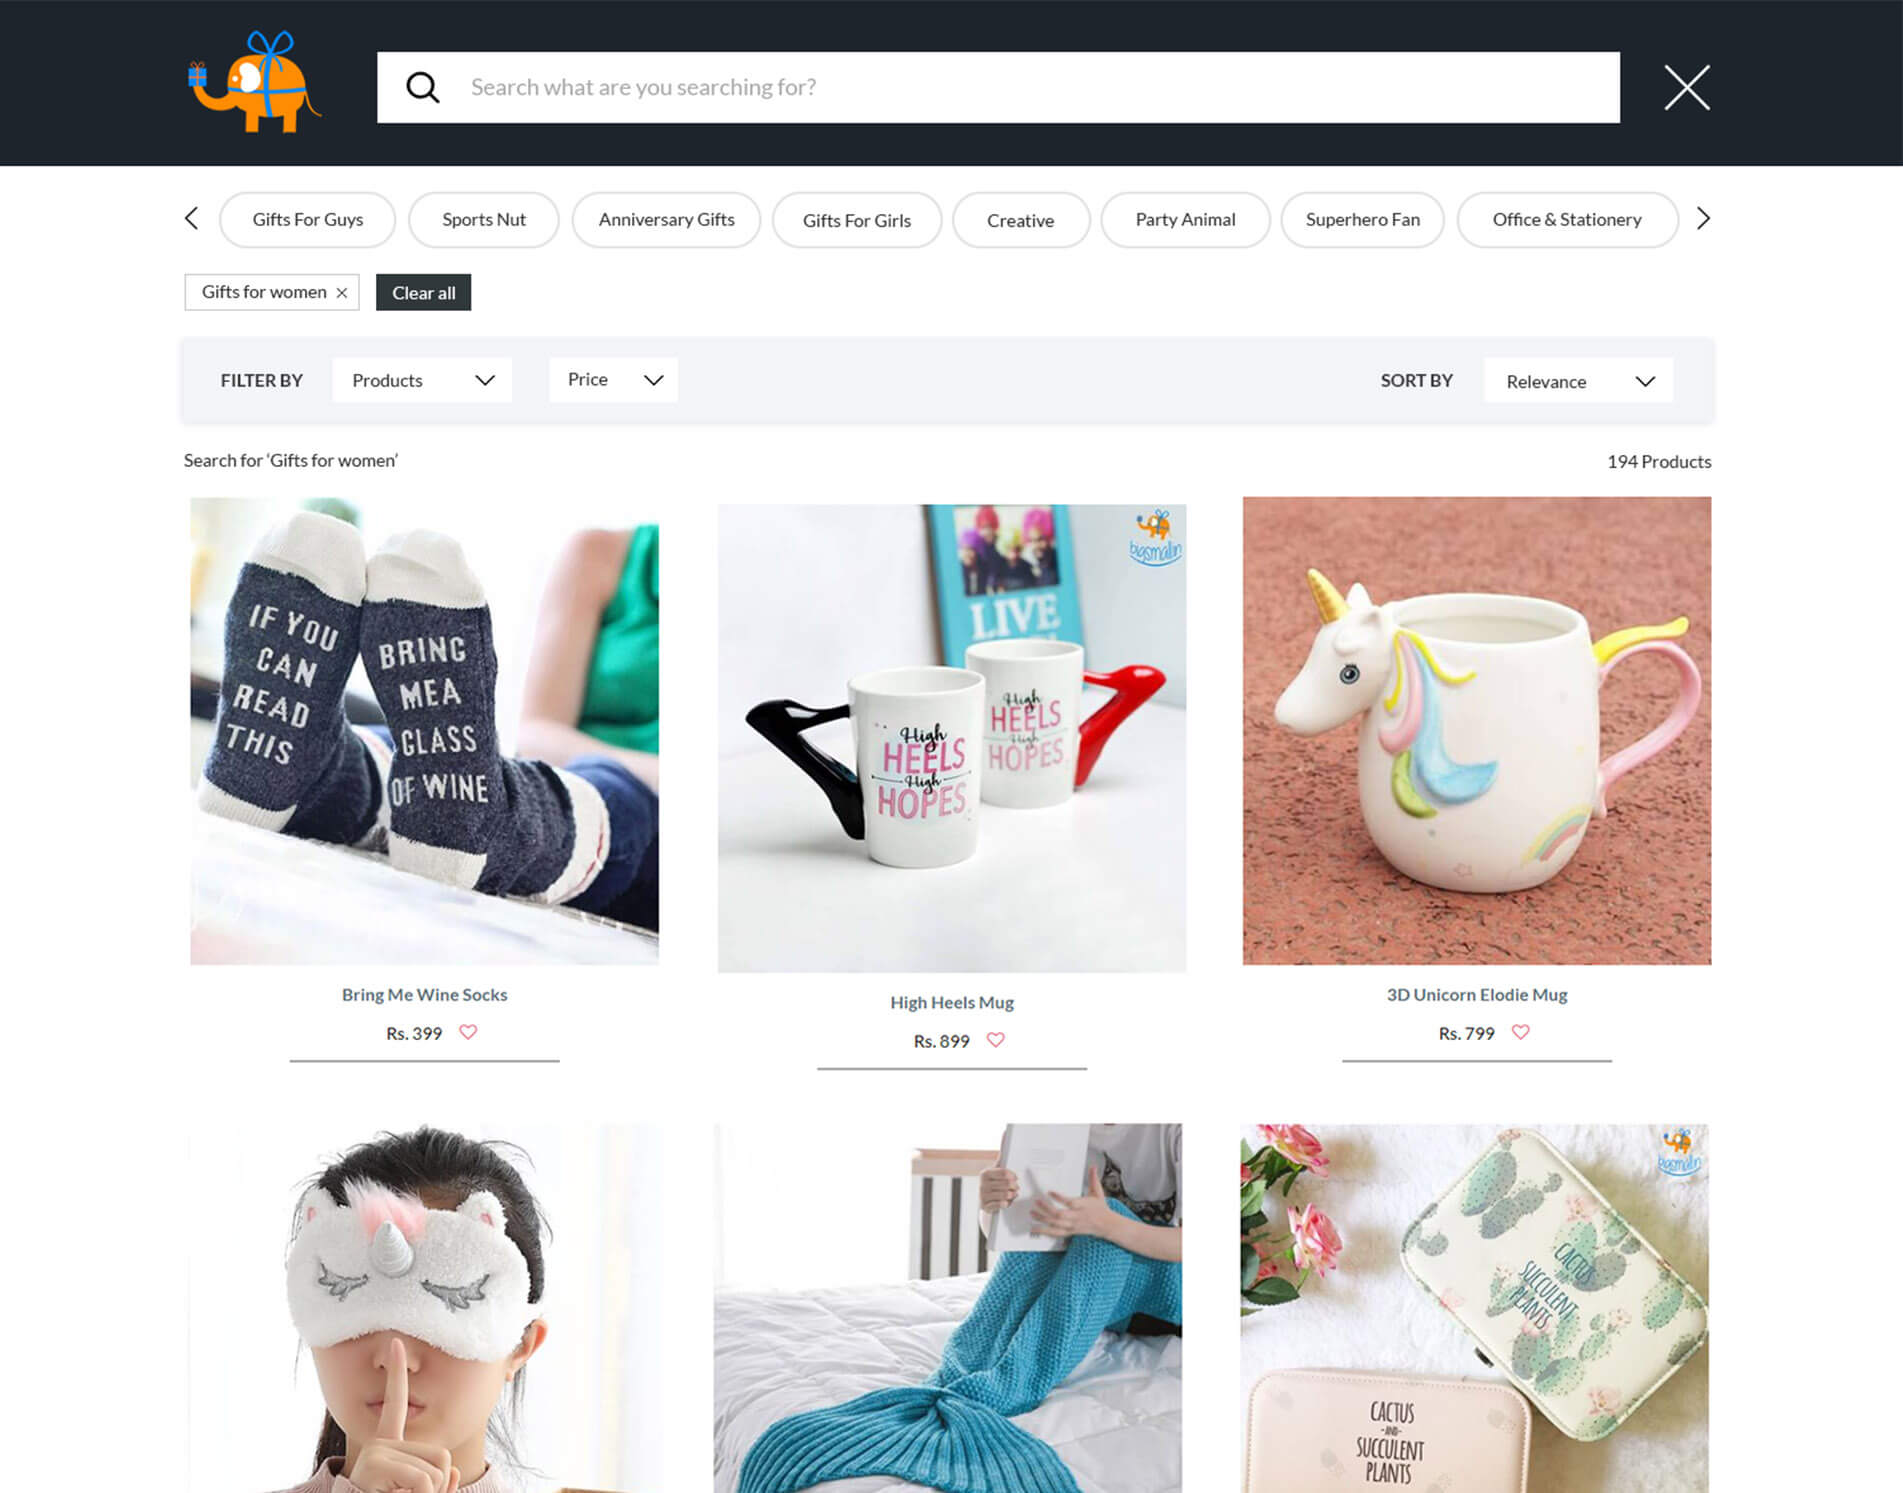 Search what are you searching for?
Gifts For Guys
Sports Nut
Anniversary Gifts
Gifts For Girls
Creative
Party Animal
Superhero Fan
Office & Stationery
Gifts for women
Clear all
FILTER BY
Products
Price
SORT BY
Relevance
Search for ‘Gifts for women’
194 Products
IF YOU
CAN
READ
THIS
BRING
ME A
GLASS
OF WINE
LIVE
bigsmall.in
High
HEELS
High
HOPES
High
HEELS
High
HOPES
Bring Me Wine Socks
Rs. 399
High Heels Mug
Rs. 899
3D Unicorn Elodie Mug
Rs. 799
bigsmall.in
CACTUS
SUCCULENT
PLANTS
CACTUS
-AND-
SUCCULENT
PLANTS